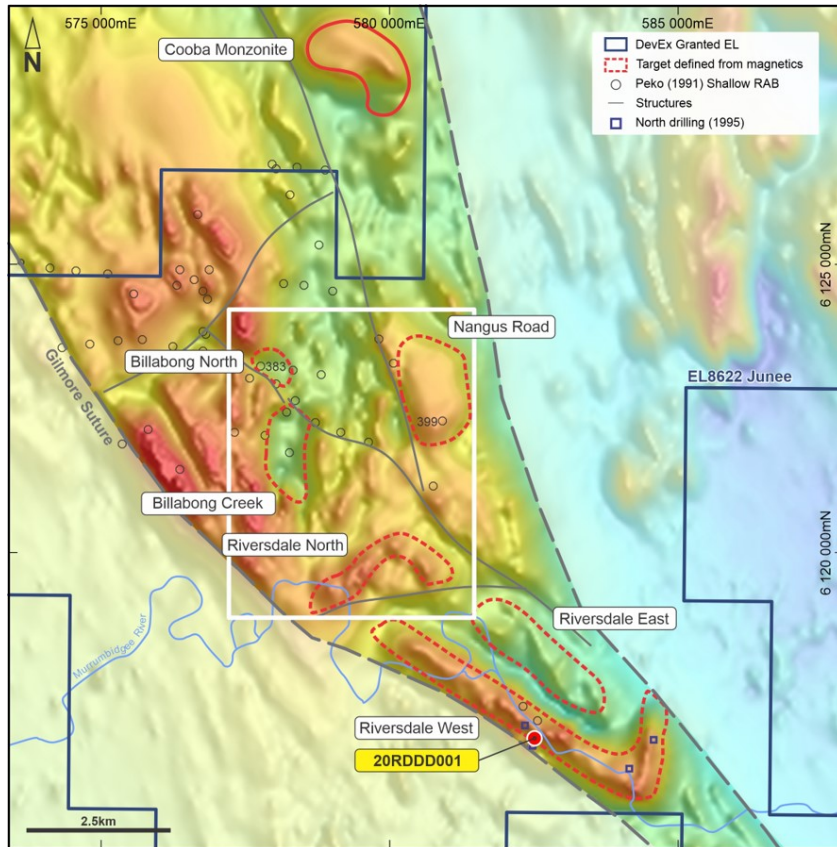 575 000mE
580 000mE
585 000mE
Cooba Monzonite
N
DevEx Granted EL
Target defined from magnetics
Peko (1991) Shallow RAB
Structures
North drilling (1995)
6 125 000mN
Nangus Road
Billabong North
383
EL8622 Junee
Gilmore Suture
399
Billabong Creek
Riversdale North
6 120 000mN
Riversdale East
Murrumbidgee River
Riversdale West
20RDDD001
2.5km